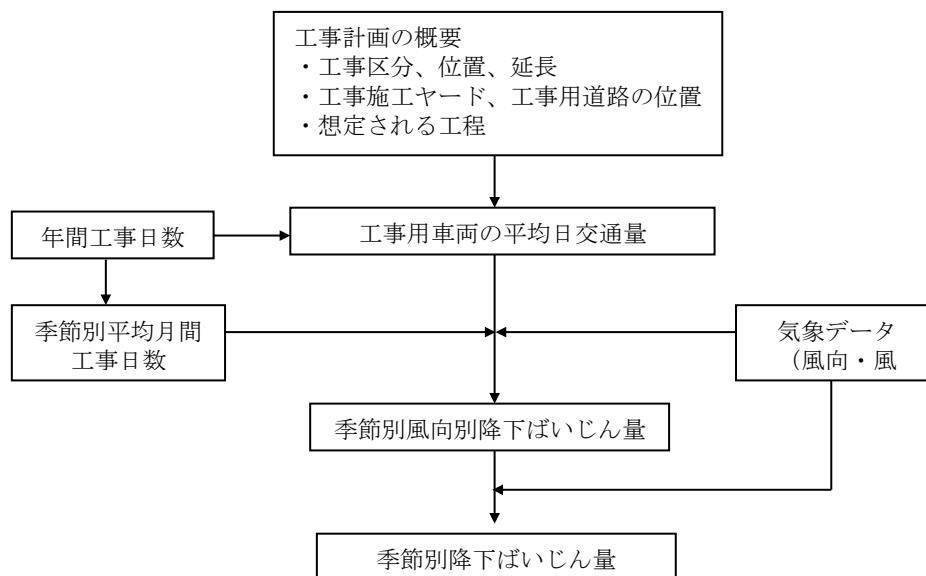 工事計画の概要
・工事区分、位置、延長
・工事施工ヤード、工事用道路の位置
・想定される工程
年間工事日数
工事用車両の平均日交通量
季節別平均月間
工事日数
気象データ
（風向・風
季節別風向別降下ばいじん量
季節別降下ばいじん量